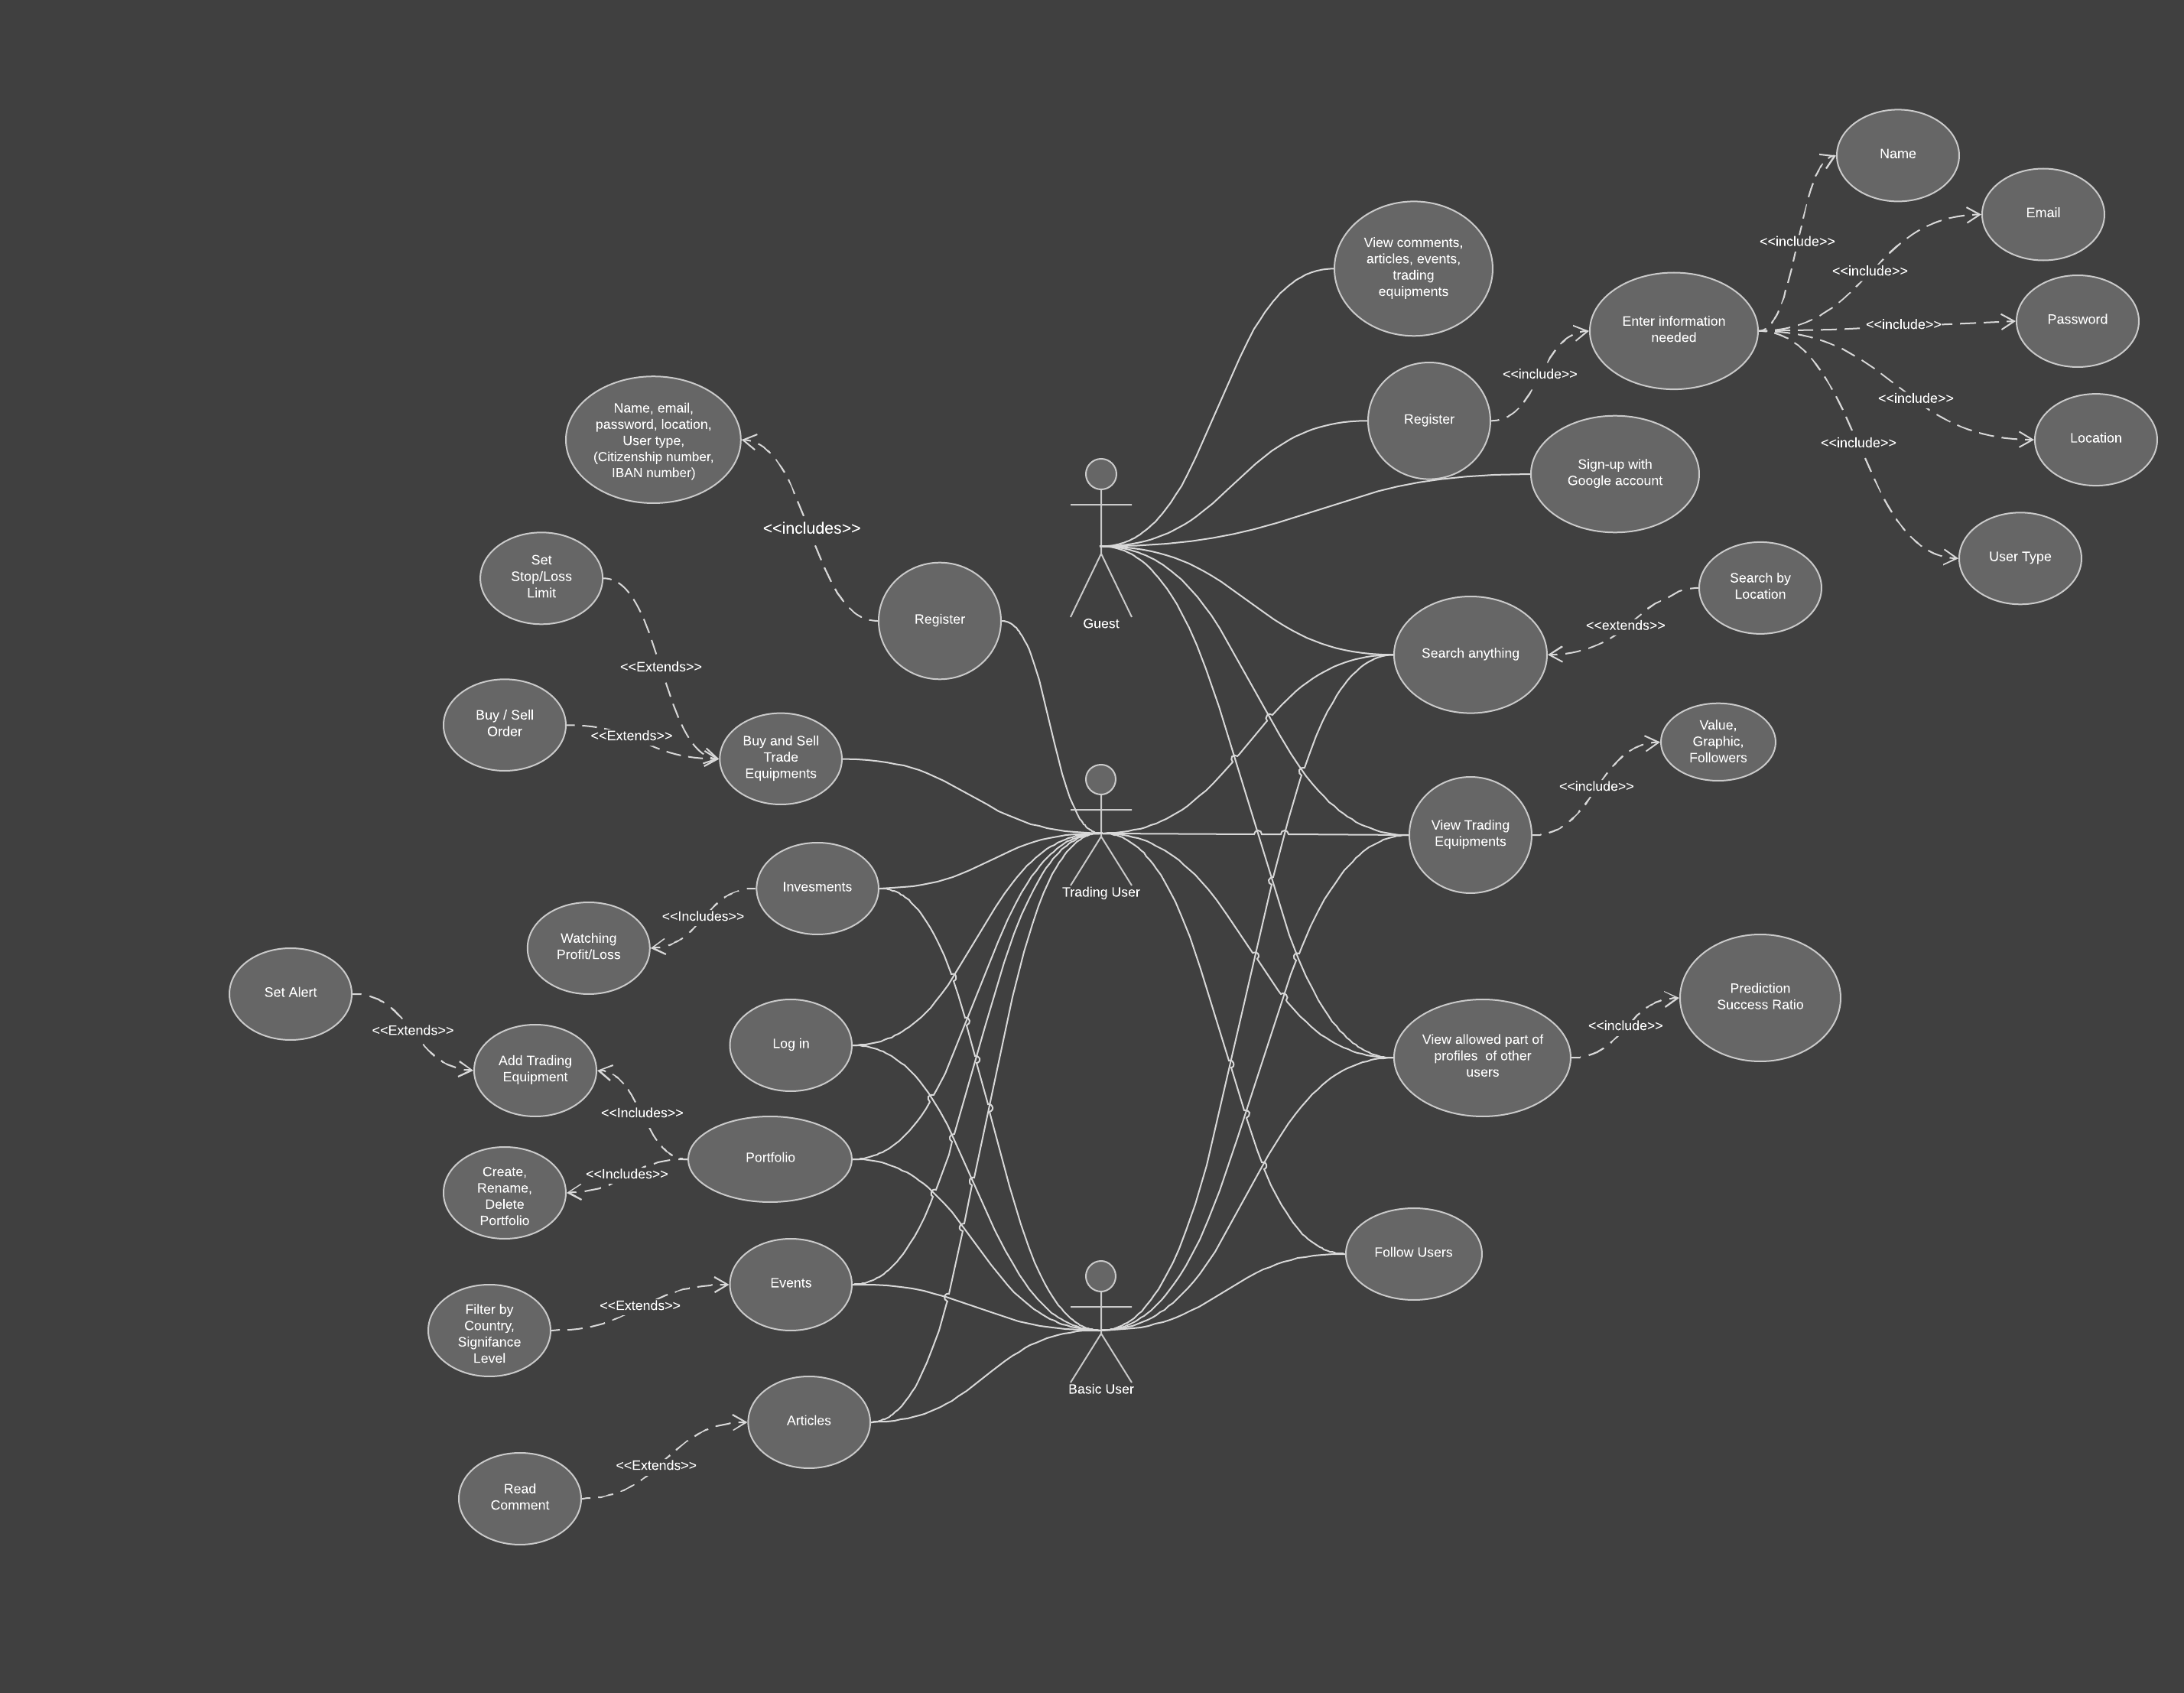 Name
Email
<<include>>
View comments,
articles, events,
trading
equipments
<<include>>
Enter information
needed
Password
<<include>>
<<include>>
<<include>>
Name, email,
password, location,
User type,
(Citizenship number,
IBAN number)
Register
Location
<<include>>
Sign-up with
Google account
<<includes>>
Set
Stop/Loss
Limit
User Type
Search by
Location
Register
Guest
<<extends>>
Search anything
<<Extends>>
Buy / Sell
Order
<<Extends>>
Buy and Sell
Trade
Equipments
Value,
Graphic,
Followers
<<include>>
View Trading
Equipments
Trading User
Invesments
<<Includes>>
Watching
Profit/Loss
Set Alert
Prediction
Success Ratio
<<include>>
<<Extends>>
Log in
View allowed part of
profiles  of other
users
Add Trading
Equipment
<<Includes>>
Portfolio
<<Includes>>
Create,
Rename,
Delete
Portfolio
Follow Users
Events
<<Extends>>
Filter by
Country,
Signifance
Level
Basic User
Articles
<<Extends>>
Read
Comment